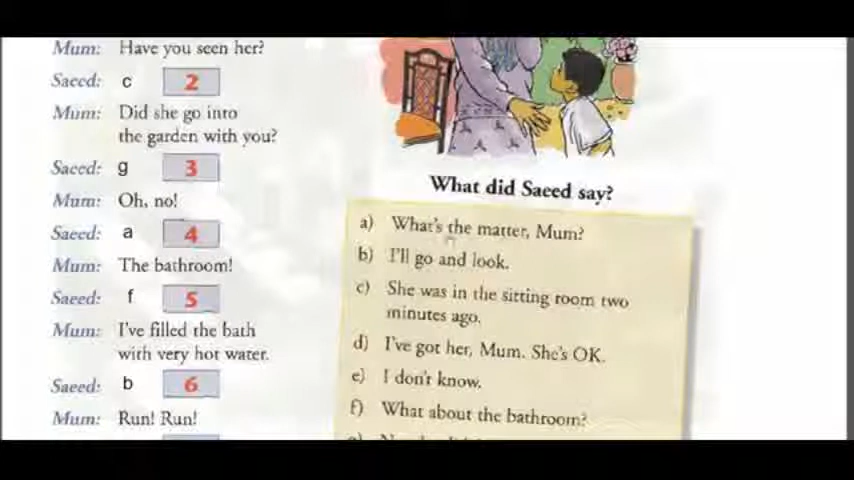 Mum: Have you seen her?
Saeed: c 2
Mum: Did she go into
the garden with you?
Saeed: g 3
Mum: Oh, no!
Saeed: a 4
Mum: The bathroom!
Saeed: f 5
Mum: I've filled the bath
with very hot water.
Saeed: b 6
Mum: Run! Run!
What did Saeed say?
a) What's the matter, Mum?
b) I'll go and look.
c) She was in the sitting room two
minutes ago.
d) I've got her, Mum. She's OK.
e) I don't know.
f) What about the bathroom?